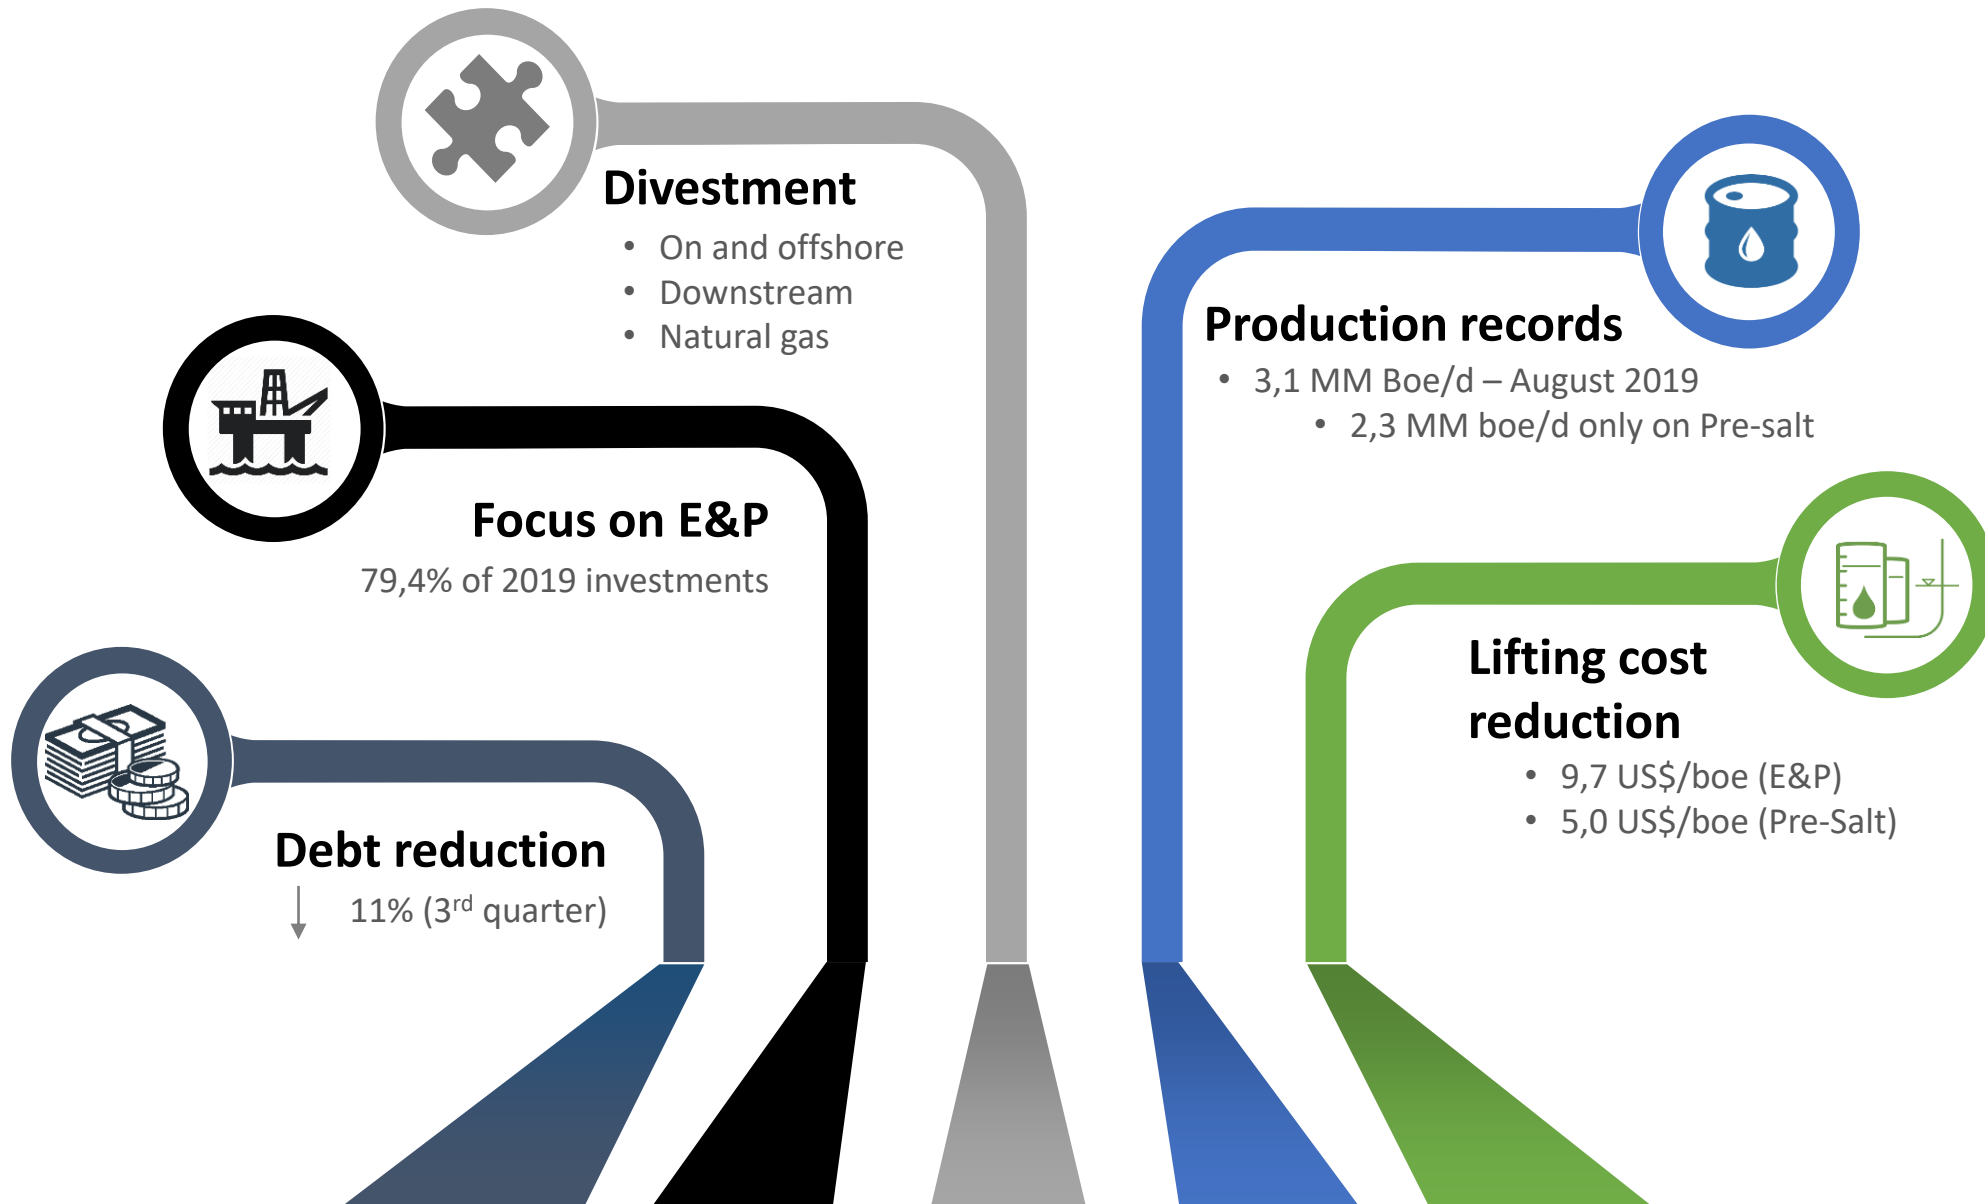 Divestment
• On and offshore
• Downstream
• Natural gas
Focus on E&P
79,4% of 2019 investments
Debt reduction
↓ 11% (3rd quarter)
Production records
• 3,1 MM Boe/d – August 2019
• 2,3 MM boe/d only on Pre-salt
Lifting cost
reduction
• 9,7 US$/boe (E&P)
• 5,0 US$/boe (Pre-Salt)